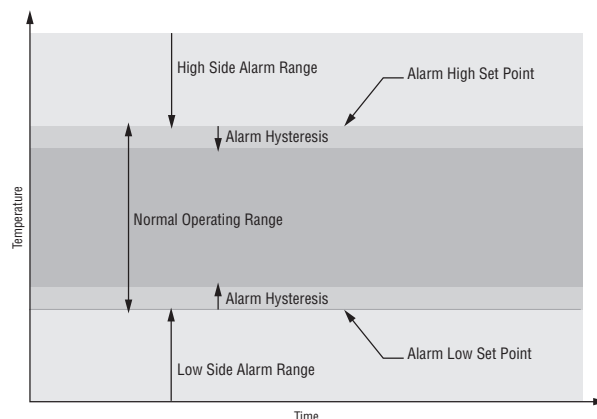 High Side Alarm Range
Alarm High Set Point
Alarm Hysteresis
Normal Operating Range
Temperature
Alarm Hysteresis
Alarm Low Set Point
Low Side Alarm Range
Time